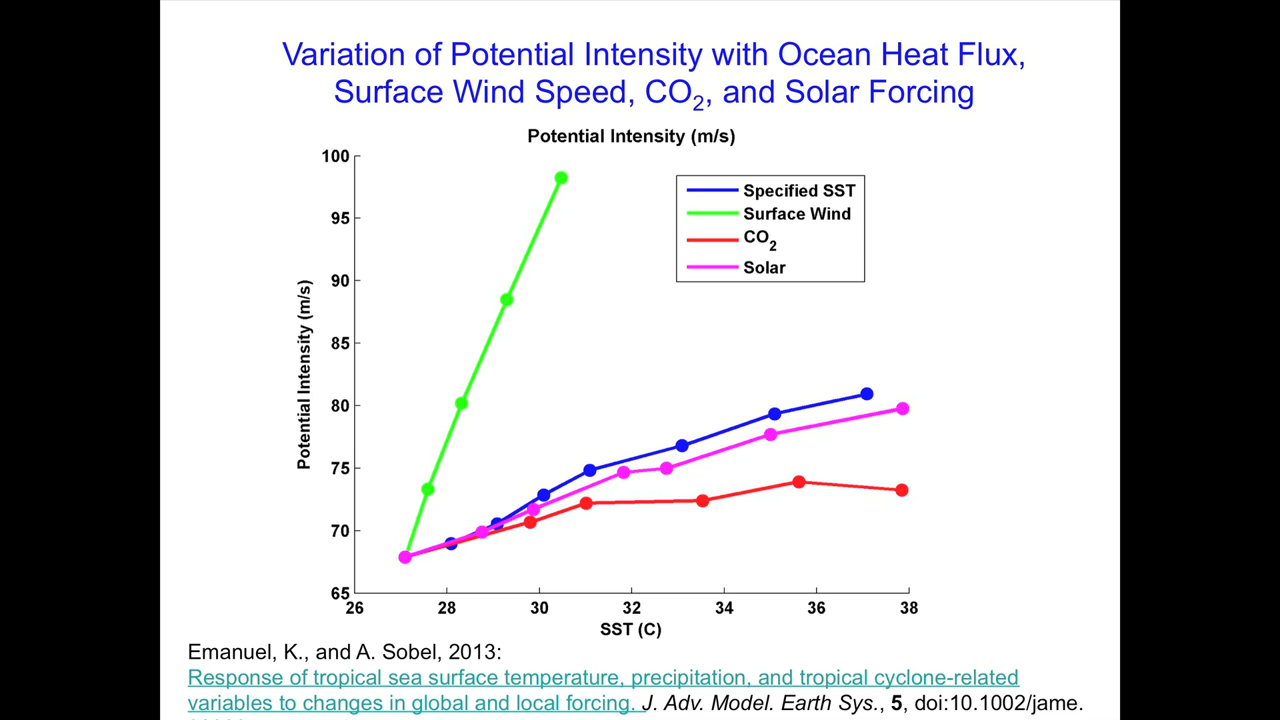 Variation of Potential Intensity with Ocean Heat Flux,
Surface Wind Speed, CO2, and Solar Forcing
Potential Intensity (m/s)
100
95
90
85
80
75
70
65
Potential Intensity (m/s)
Specified SST
Surface Wind
CO2
Solar
26
28
30
32
34
36
38
SST (C)
Emanuel, K., and A. Sobel, 2013:
Response of tropical sea surface temperature, precipitation, and tropical cyclone-related
variables to changes in global and local forcing. J. Adv. Model. Earth Sys., 5, doi:10.1002/jame.